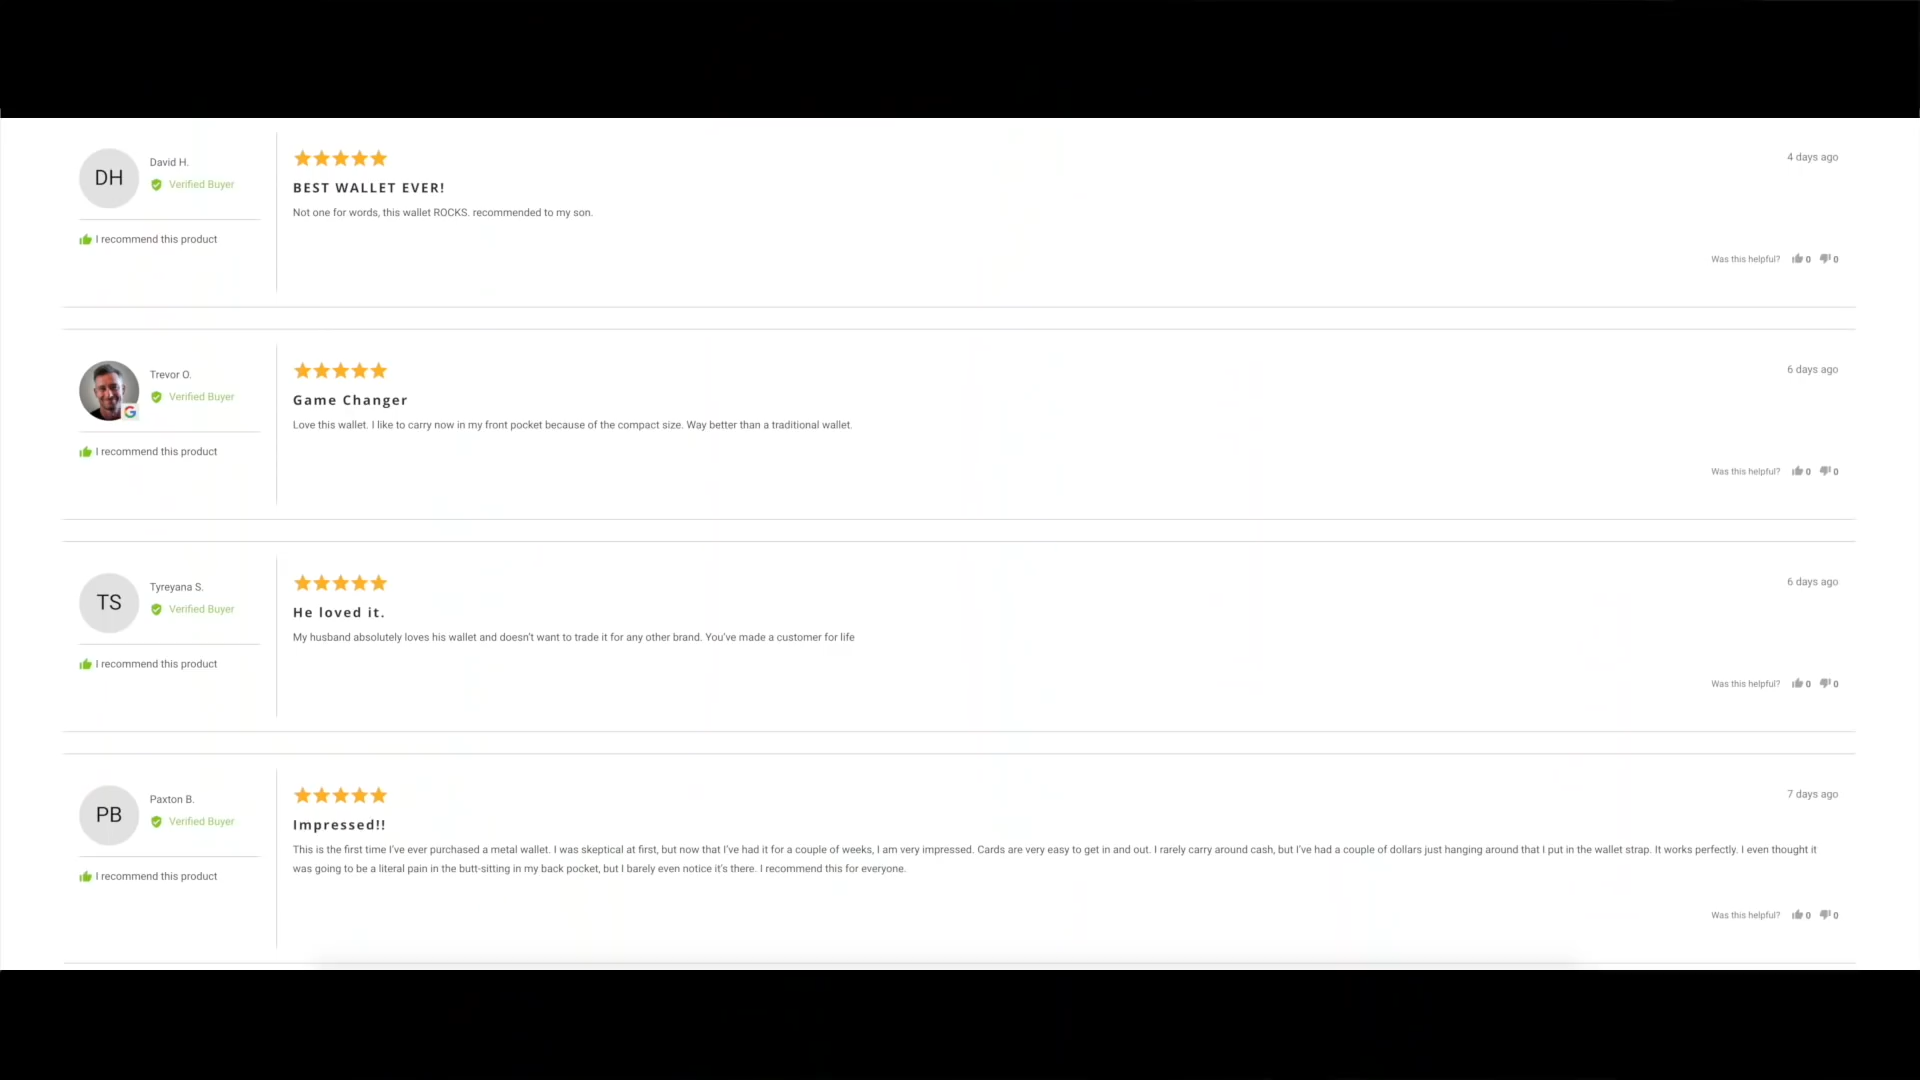 DH
David H.
Verified Buyer
I recommend this product
BEST WALLET EVER!
Not one for words, this wallet ROCKS. recommended to my son.
4 days ago
Was this helpful? 0 0
Trevor O.
Verified Buyer
G
I recommend this product
Game Changer
Love this wallet. I like to carry now in my front pocket because of the compact size. Way better than a traditional wallet.
6 days ago
Was this helpful? 0 0
TS
Tyreyana S.
Verified Buyer
I recommend this product
He loved it.
My husband absolutely loves his wallet and doesn't want to trade it for any other brand. You've made a customer for life
6 days ago
Was this helpful? 0 0
PB
Paxton B.
Verified Buyer
I recommend this product
Impressed!!
This is the first time I've ever purchased a metal wallet. I was skeptical at first, but now that I've had it for a couple of weeks, I am very impressed. Cards are very easy to get in and out. I rarely carry around cash, but I've had a couple of dollars just hanging around that I put in the wallet strap. It works perfectly. I even thought it
was going to be a literal pain in the butt-sitting in my back pocket, but I barely even notice it's there. I recommend this for everyone.
7 days ago
Was this helpful? 0 0